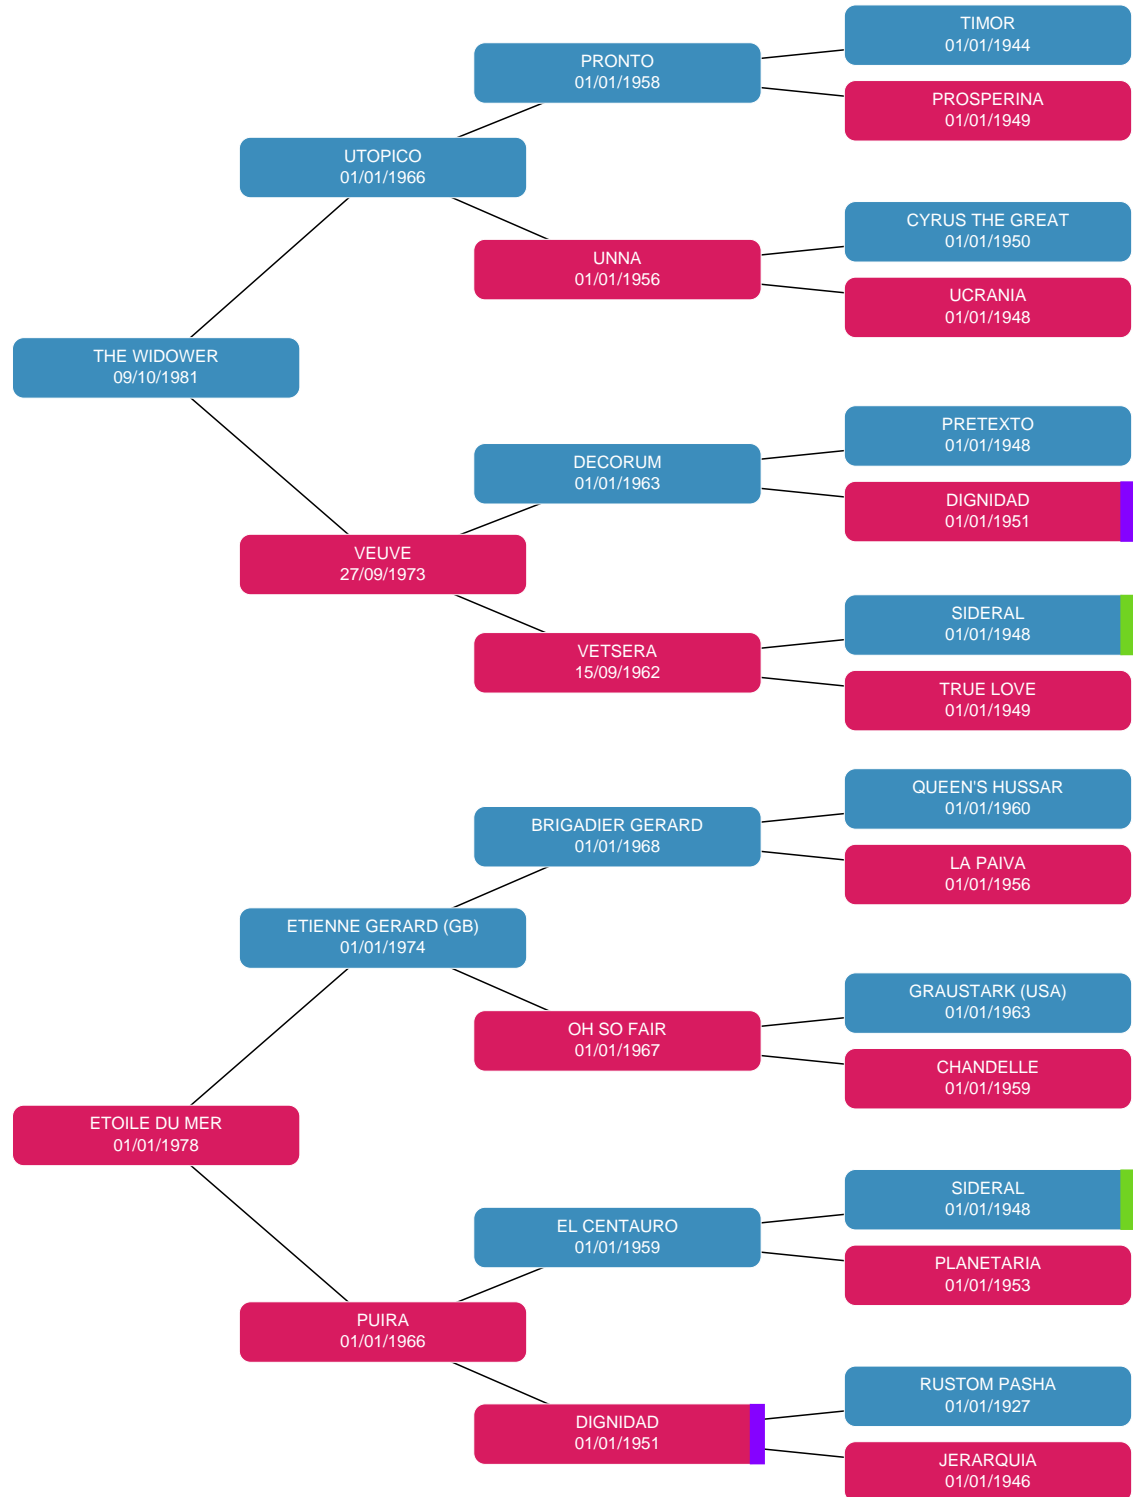 TIMOR
01/01/1944
PRONTO
01/01/1958
PROSPERINA
01/01/1949
UTOPICO
01/01/1966
CYRUS THE GREAT
01/01/1950
UNNA
01/01/1956
UCRANIA
01/01/1948
THE WIDOWER
09/10/1981
PRETEXTO
01/01/1948
DECORUM
01/01/1963
DIGNIDAD
01/01/1951
VEUVE
27/09/1973
SIDERAL
01/01/1948
VETSERA
15/09/1962
TRUE LOVE
01/01/1949
QUEEN'S HUSSAR
01/01/1960
BRIGADIER GERARD
01/01/1968
LA PAIVA
01/01/1956
ETIENNE GERARD (GB)
01/01/1974
GRAUSTARK (USA)
01/01/1963
OH SO FAIR
01/01/1967
CHANDELLE
01/01/1959
ETOILE DU MER
01/01/1978
SIDERAL
01/01/1948
EL CENTAURO
01/01/1959
PLANETARIA
01/01/1953
PUIRA
01/01/1966
RUSTOM PASHA
01/01/1927
DIGNIDAD
01/01/1951
JERARQUIA
01/01/1946